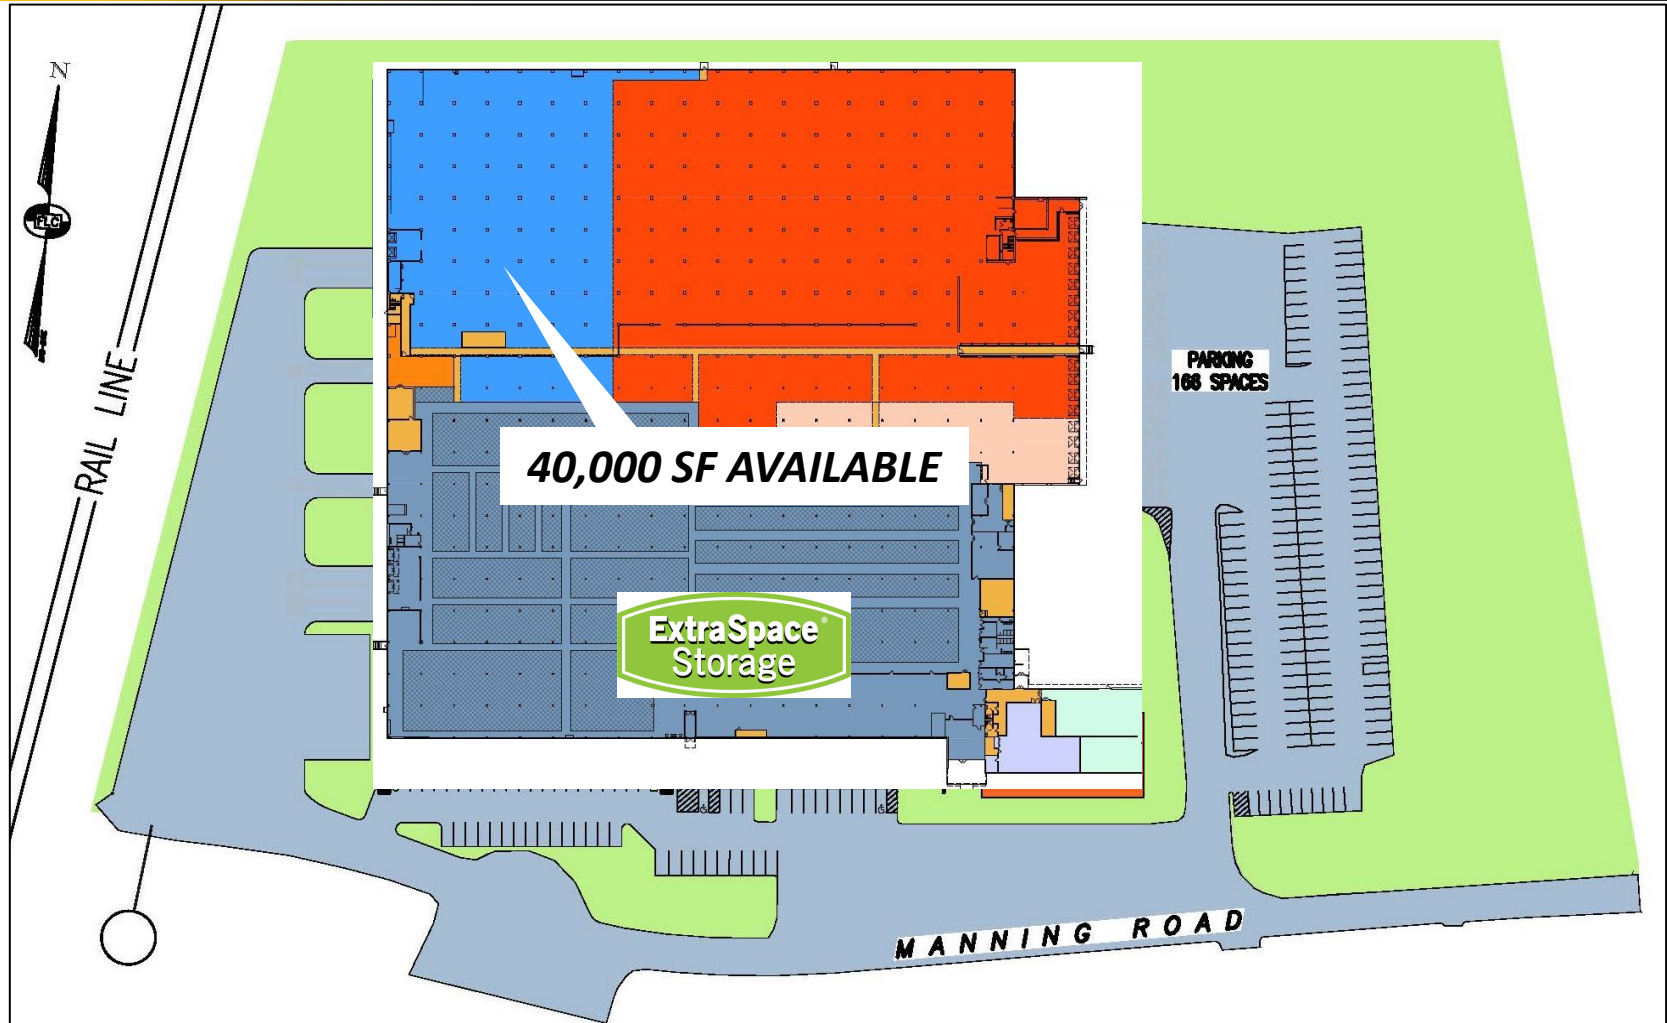 N
FLC
RAIL LINE
PARKING
166 SPACES
40,000 SF AVAILABLE
ExtraSpace®
Storage
MANNING ROAD